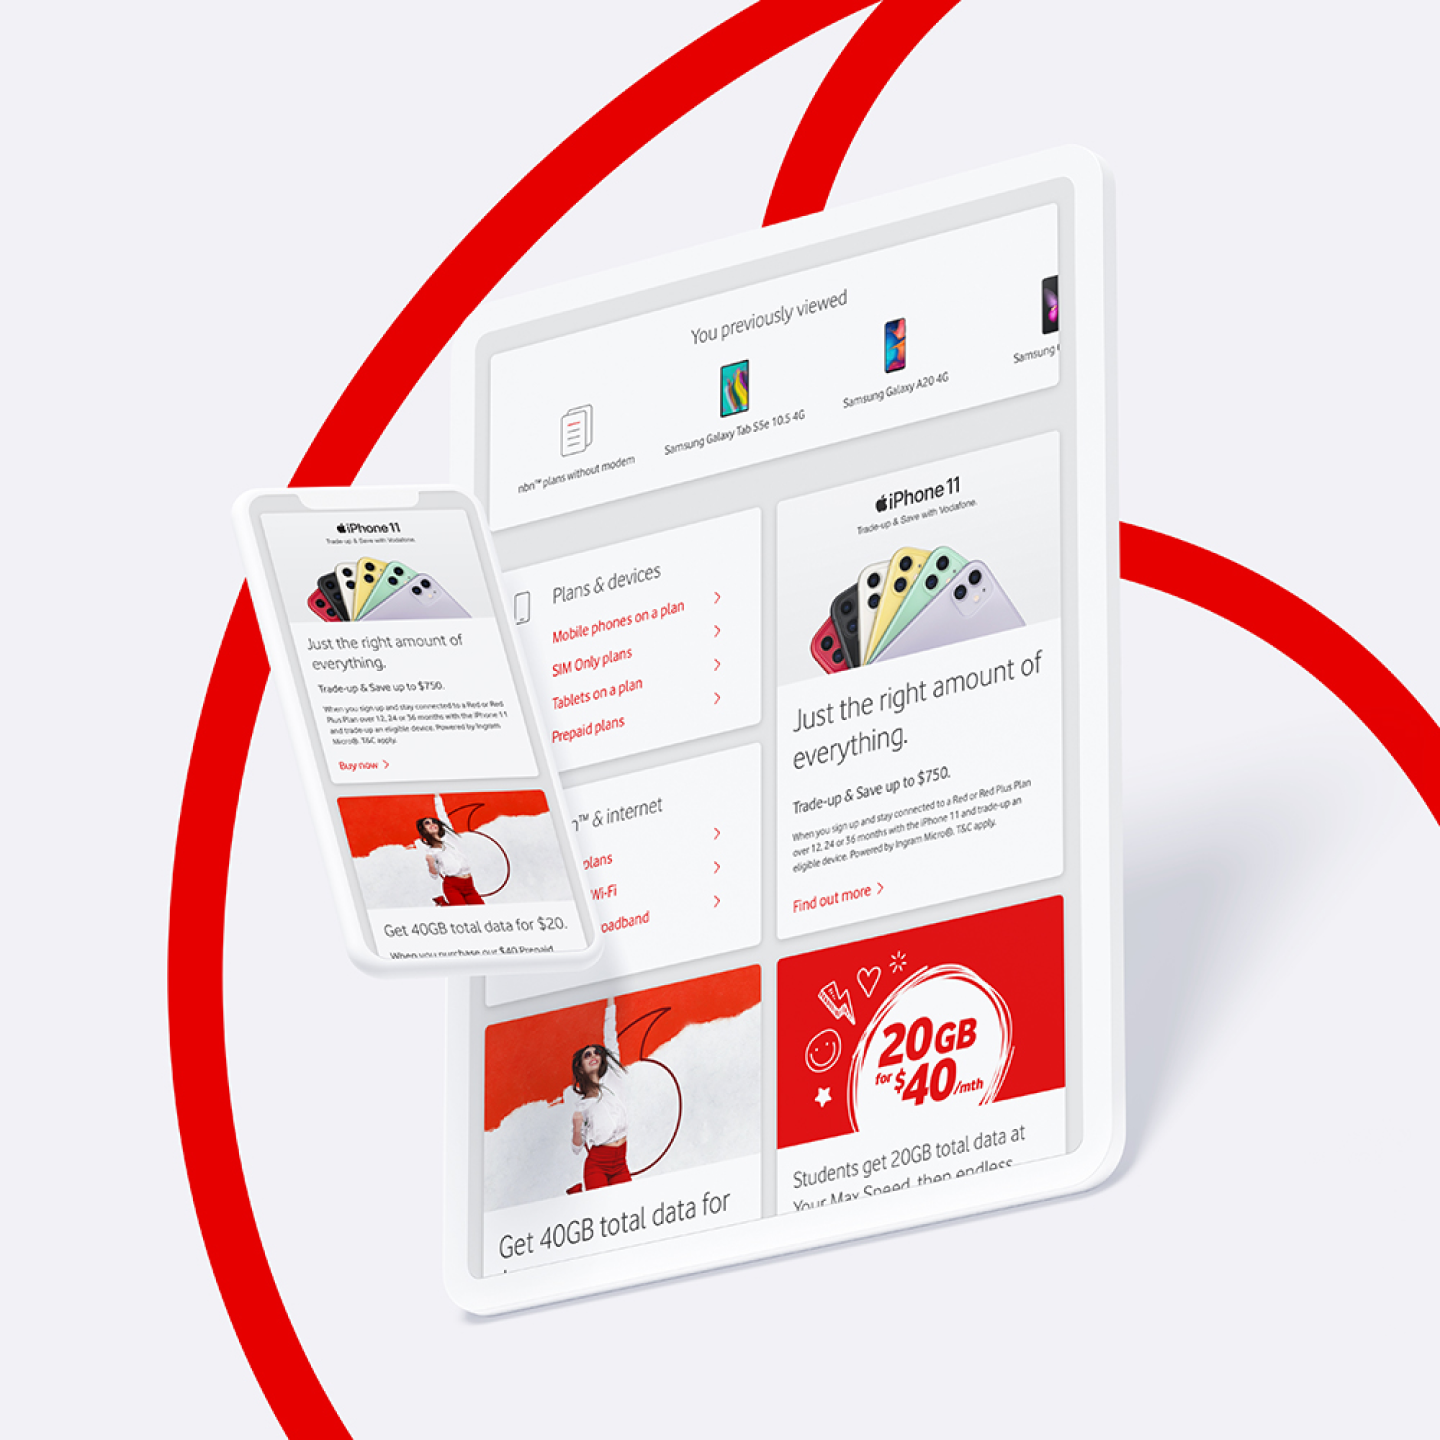 You previously viewed
nbn™ plans without modem
Samsung Galaxy Tab S5e 10.5 4G
Samsung Galaxy A20 4G
Samsung
iPhone 11
Trade-up & Save with Vodafone.
Just the right amount of
everything.
Trade-up & Save up to $750.
When you sign up and stay connected to a Red or Red
Plus Plan over 12, 24 or 36 months with the iPhone 11
and trade-up an eligible device. Powered by Ingram
Micro®. T&C apply.
Buy now
Get 40GB total data for $20.
When you purchase our $40 Prepaid
Plans & devices
Mobile phones on a plan
SIM Only plans
Tablets on a plan
Prepaid plans
™ & internet
plans
Wi-Fi
oadband
iPhone 11
Trade-up & Save with Vodafone.
Just the right amount of
everything.
Trade-up & Save up to $750.
When you sign up and stay connected to a Red or Red Plus Plan
over 12, 24 or 36 months with the iPhone 11 and trade-up an
eligible device. Powered by Ingram Micro®. T&C apply.
Find out more
Get 40GB total data for
20GB
for $40/mth
Students get 20GB total data at
Your Max Speed, then endless